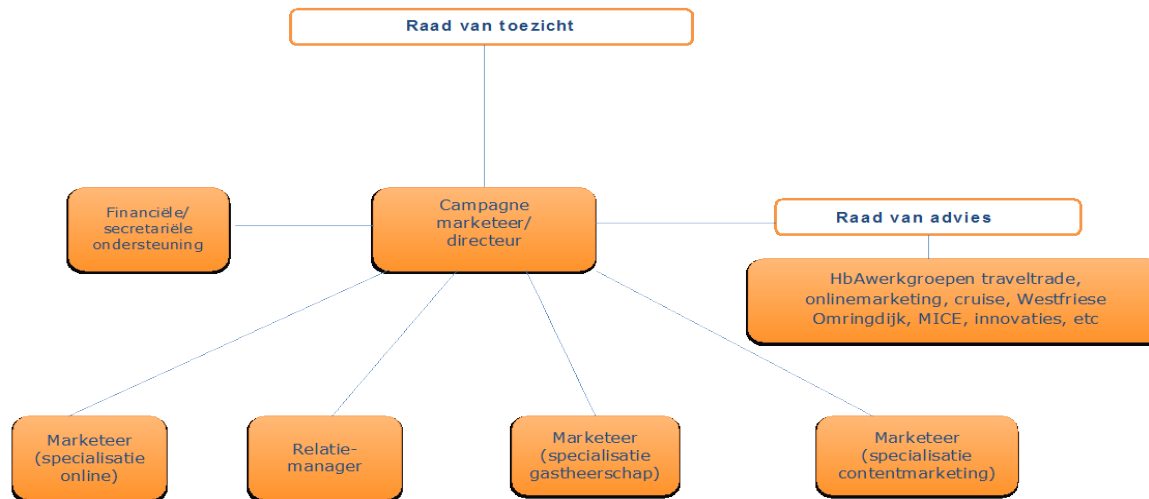 Raad van toezicht
Financiële/
secretariële
ondersteuning
Campagne
marketeer/
directeur
Raad van advies
HbAwerkgroepen traveltrade,
onlinemarketing, cruise, Westfriese
Omringdijk, MICE, innovaties, etc
Marketeer
(specialisatie
online)
Relatie-
manager
Marketeer
(specialisatie
gastheerschap)
Marketeer
(specialisatie
contentmarketing)